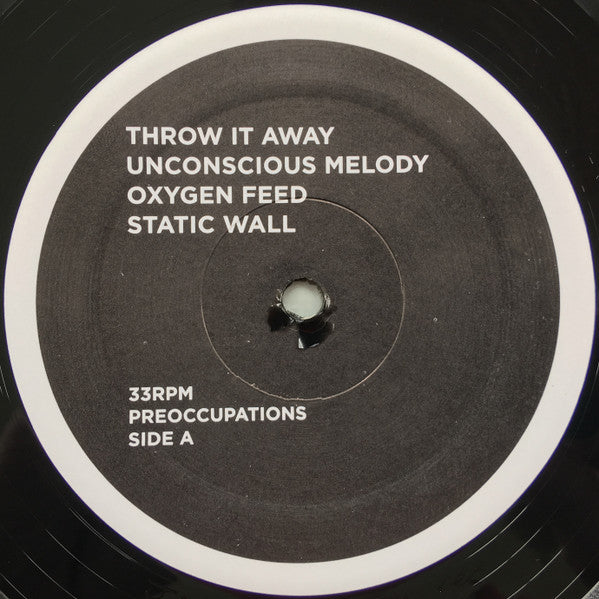 THROW IT AWAY
UNCONSCIOUS MELODY
OXYGEN FEED
STATIC WALL
33RPM
PREOCCUPATIONS
SIDE A